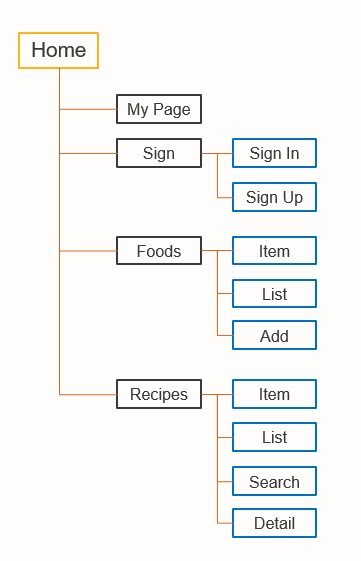 Home
My Page
Sign
Sign In
Sign Up
Foods
Item
List
Add
Recipes
Item
List
Search
Detail